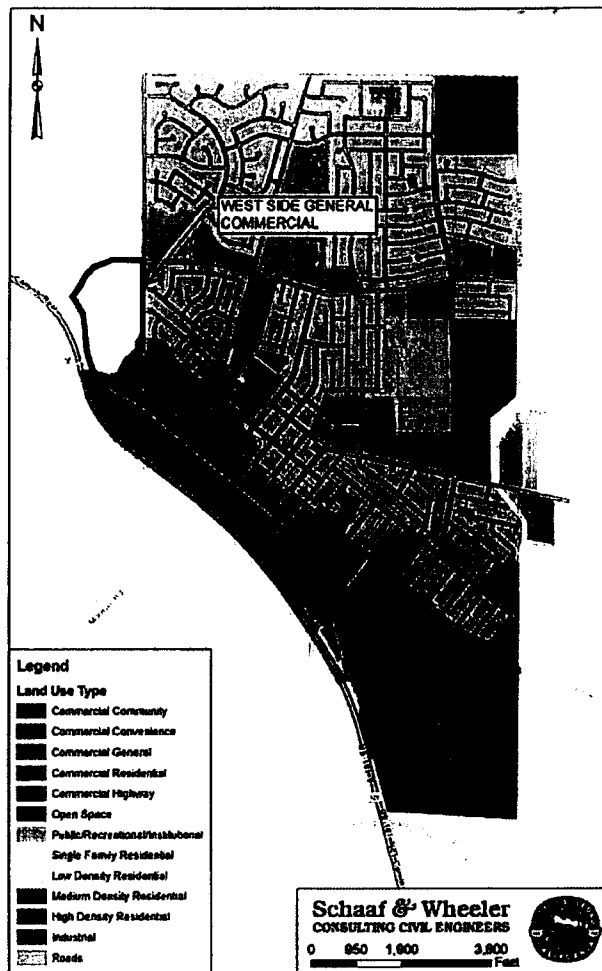 N
WEST SIDE GENERAL
COMMERCIAL
Legend
Land Use Type
Commercial Community
Commercial Convenience
Commercial General
Commercial Residential
Commercial Highway
Open Space
Public/Recreational/Institutional
Single Family Residential
Low Density Residential
Medium Density Residential
High Density Residential
Industrial
Roads
Schaaf & Wheeler
CONSULTING CIVIL ENGINEERS
0 950 1,900 3,800
Feet